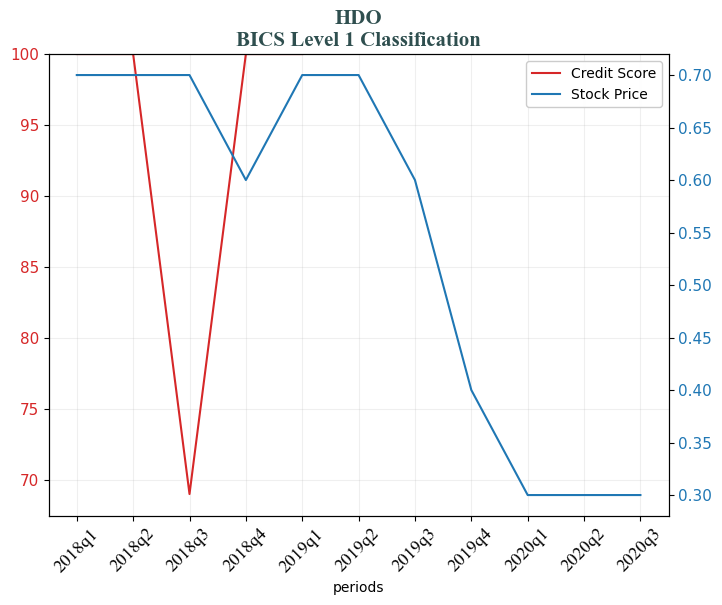 HDO
BICS Level 1 Classification
100
95
90
85
80
75
70
0.70
0.65
0.60
0.55
0.50
0.45
0.40
0.35
0.30
Credit Score
Stock Price
2018q1
2018q2
2018q3
2018q4
2019q1
2019q2
2019q3
2019q4
2020q1
2020q2
2020q3
periods